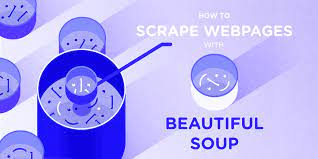 HOW TO
SCRAPE WEBPAGES
WITH
BEAUTIFUL
SOUP